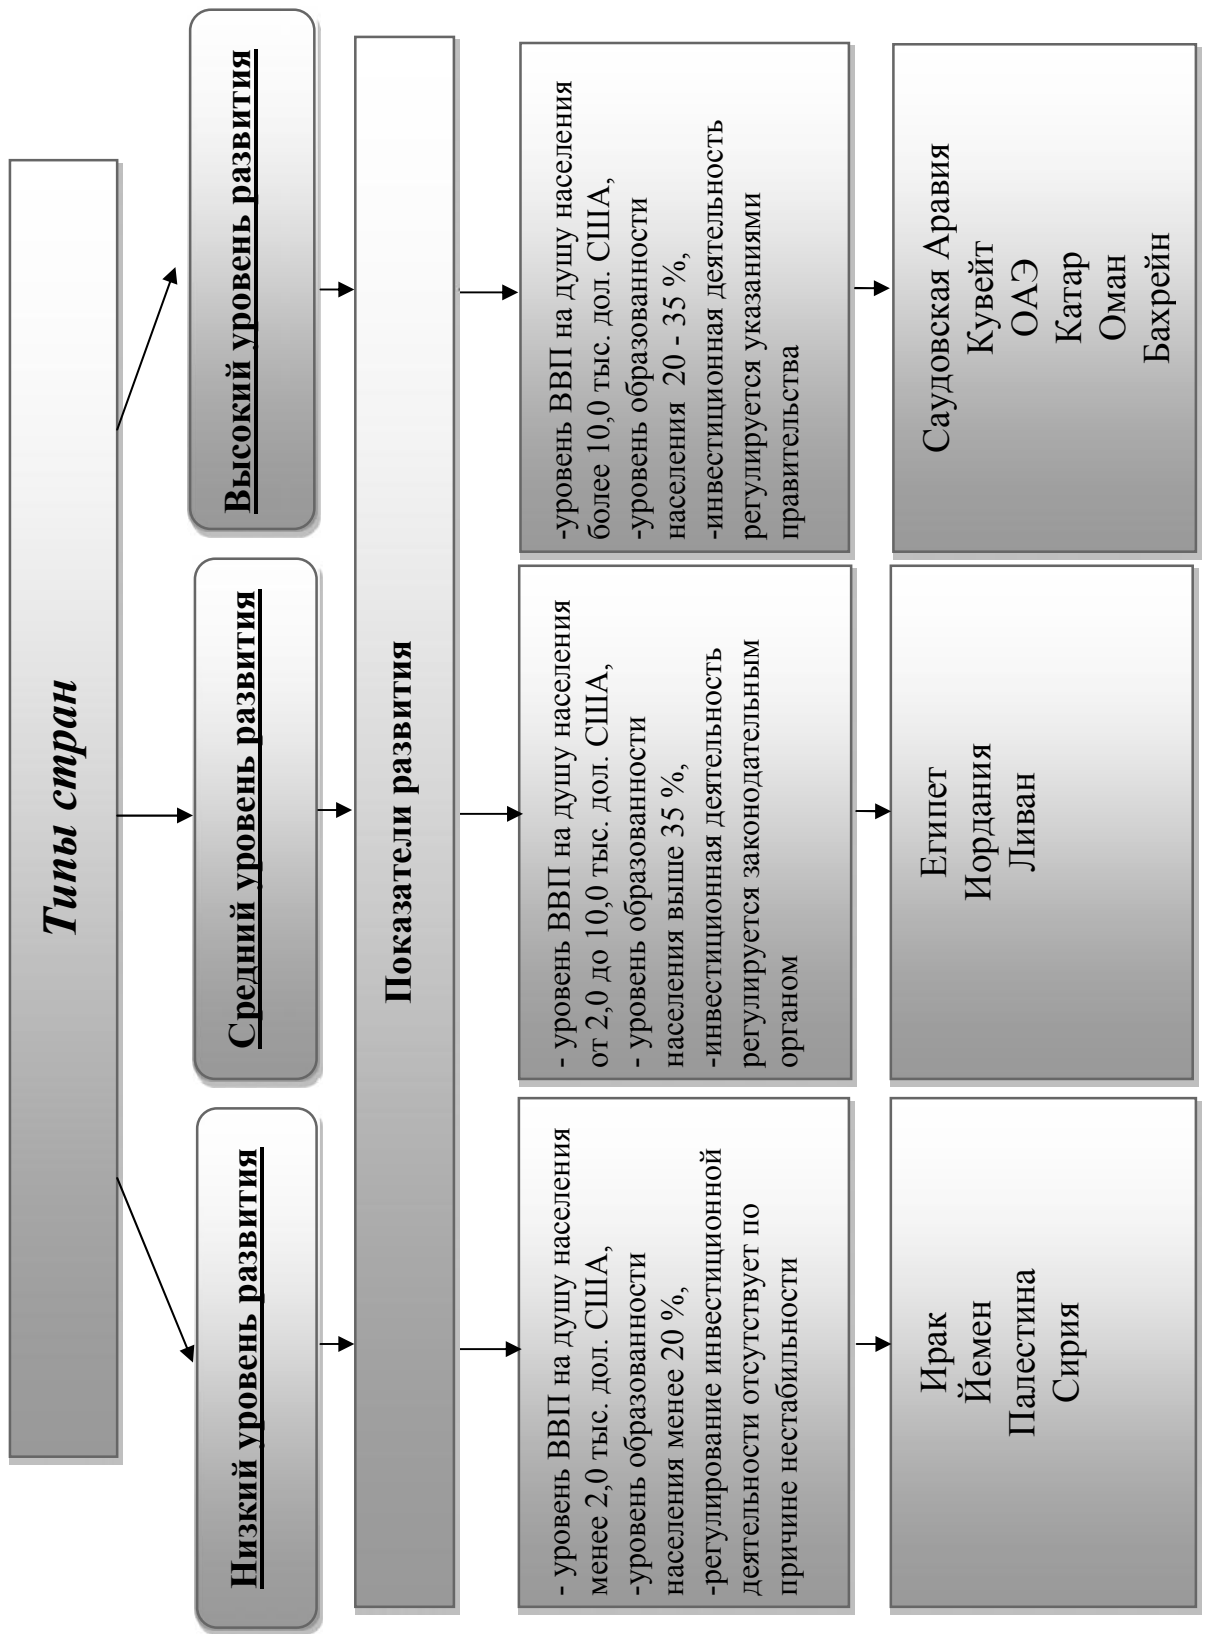 Типы стран
Низкий уровень развития
Средний уровень развития
Высокий уровень развития
Показатели развития
- уровень ВВП на душу населения
менее 2,0 тыс. дол. США,
-уровень образованности
населения менее 20 %,
-регулирование инвестиционной
деятельности отсутствует по
причине нестабильности
- уровень ВВП на душу населения
от 2,0 до 10,0 тыс. дол. США,
- уровень образованности
населения выше 35 %,
-инвестиционная деятельность
регулируется законодательным
органом
-уровень ВВП на душу населения
более 10,0 тыс. дол. США,
-уровень образованности
населения 20 - 35 %,
-инвестиционная деятельность
регулируется указаниями
правительства
Ирак
Йемен
Палестина
Сирия
Египет
Иордания
Ливан
Саудовская Аравия
Кувейт
ОАЭ
Катар
Оман
Бахрейн